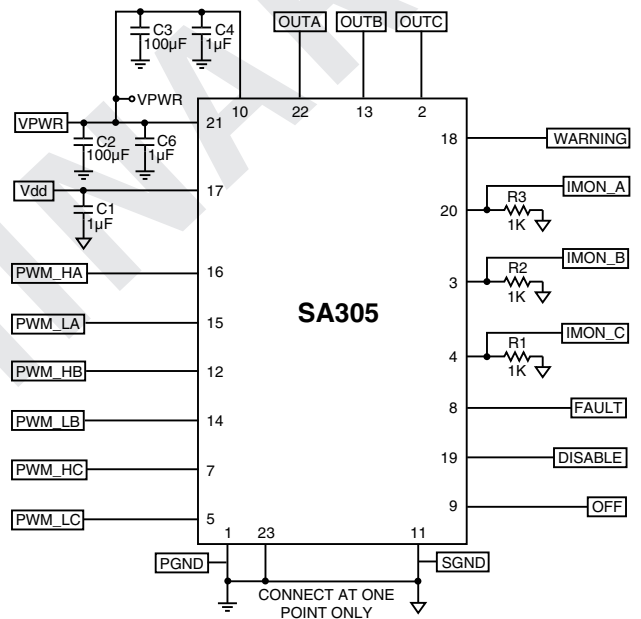 C3
100µF
C4
1µF
OUTA
OUTB
OUTC
VPWR
VPWR
10
22
13
2
21
C2
100µF
C6
1µF
18
WARNING
Vdd
17
C1
1µF
20
R3
1K
IMON_A
PWM_HA
16
3
R2
1K
IMON_B
SA305
PWM_LA
15
4
R1
1K
IMON_C
PWM_HB
12
8
FAULT
PWM_LB
14
19
DISABLE
PWM_HC
7
9
OFF
PWM_LC
5
1
23
11
PGND
SGND
CONNECT AT ONE
POINT ONLY